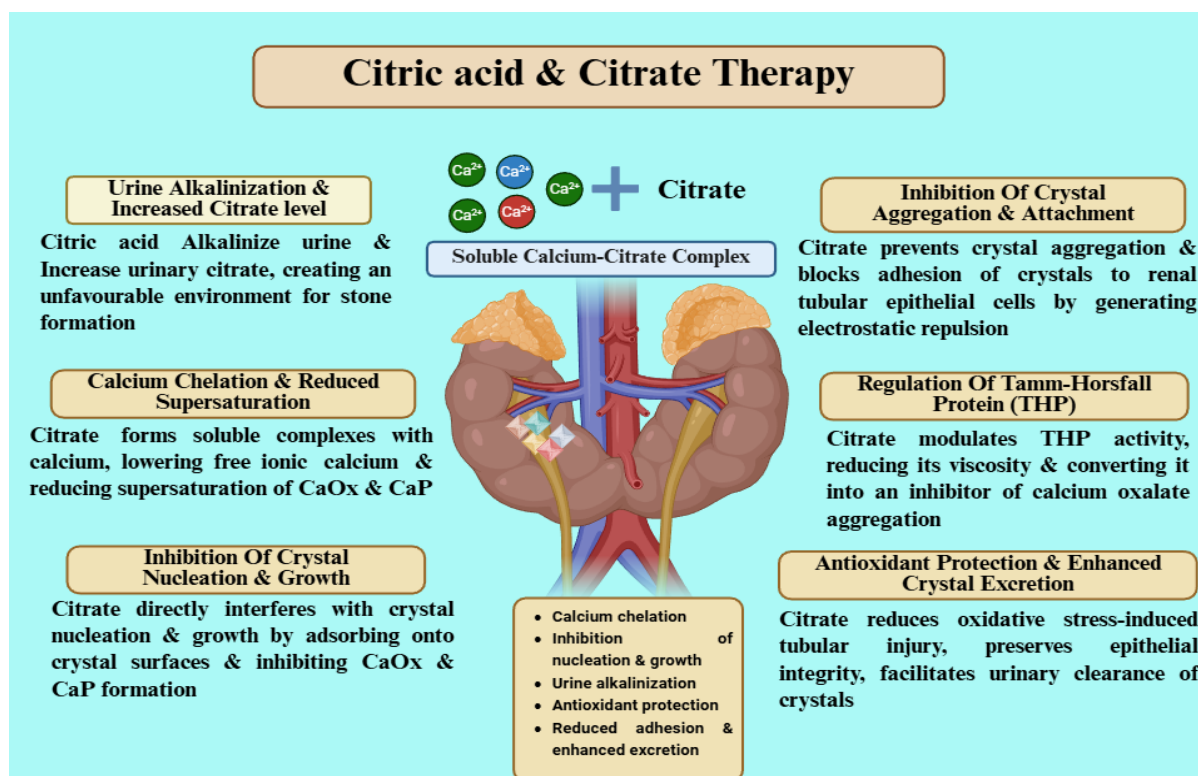 Citric acid & Citrate Therapy
Ca²⁺
Ca²⁺
Ca²⁺
Ca²⁺
Ca²⁺
Citrate
Soluble Calcium-Citrate Complex
Urine Alkalinization &
Increased Citrate level
Citric acid Alkalinize urine &
Increase urinary citrate, creating an
unfavourable environment for stone
formation
Calcium Chelation & Reduced
Supersaturation
Citrate forms soluble complexes with
calcium, lowering free ionic calcium &
reducing supersaturation of CaOx & CaP
Inhibition Of Crystal
Nucleation & Growth
Citrate directly interferes with crystal
nucleation & growth by adsorbing onto
crystal surfaces & inhibiting CaOx &
CaP formation
Inhibition Of Crystal
Aggregation & Attachment
Citrate prevents crystal aggregation &
blocks adhesion of crystals to renal
tubular epithelial cells by generating
electrostatic repulsion
Regulation Of Tamm-Horsfall
Protein (THP)
Citrate modulates THP activity,
reducing its viscosity & converting it
into an inhibitor of calcium oxalate
aggregation
Antioxidant Protection & Enhanced
Crystal Excretion
Citrate reduces oxidative stress-induced
tubular injury, preserves epithelial
integrity, facilitates urinary clearance of
crystals
• Calcium chelation
• Inhibition of
nucleation & growth
• Urine alkalinization
• Antioxidant protection
• Reduced adhesion &
enhanced excretion